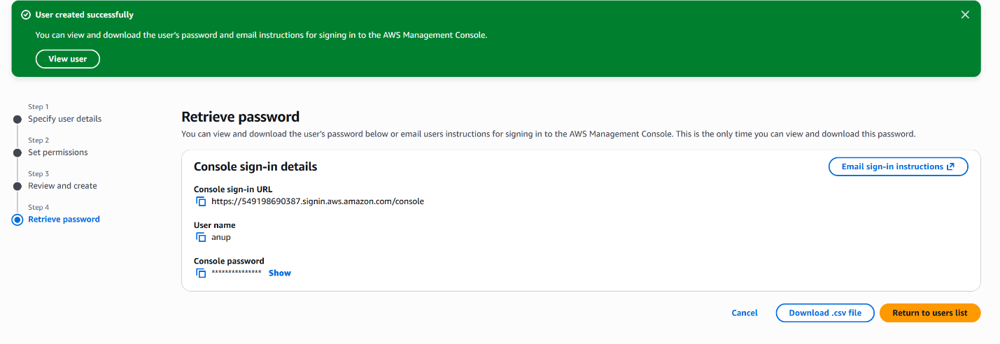 User created successfully
You can view and download the user's password and email instructions for signing in to the AWS Management Console.
View user
Step 1
Specify user details
Step 2
Set permissions
Step 3
Review and create
Step 4
Retrieve password
Retrieve password
You can view and download the user's password below or email users instructions for signing in to the AWS Management Console. This is the only time you can view and download this password.
Console sign-in details
Email sign-in instructions
Console sign-in URL
https://549198690387.signin.aws.amazon.com/console
User name
anup
Console password
*************** Show
Cancel
Download .csv file
Return to users list